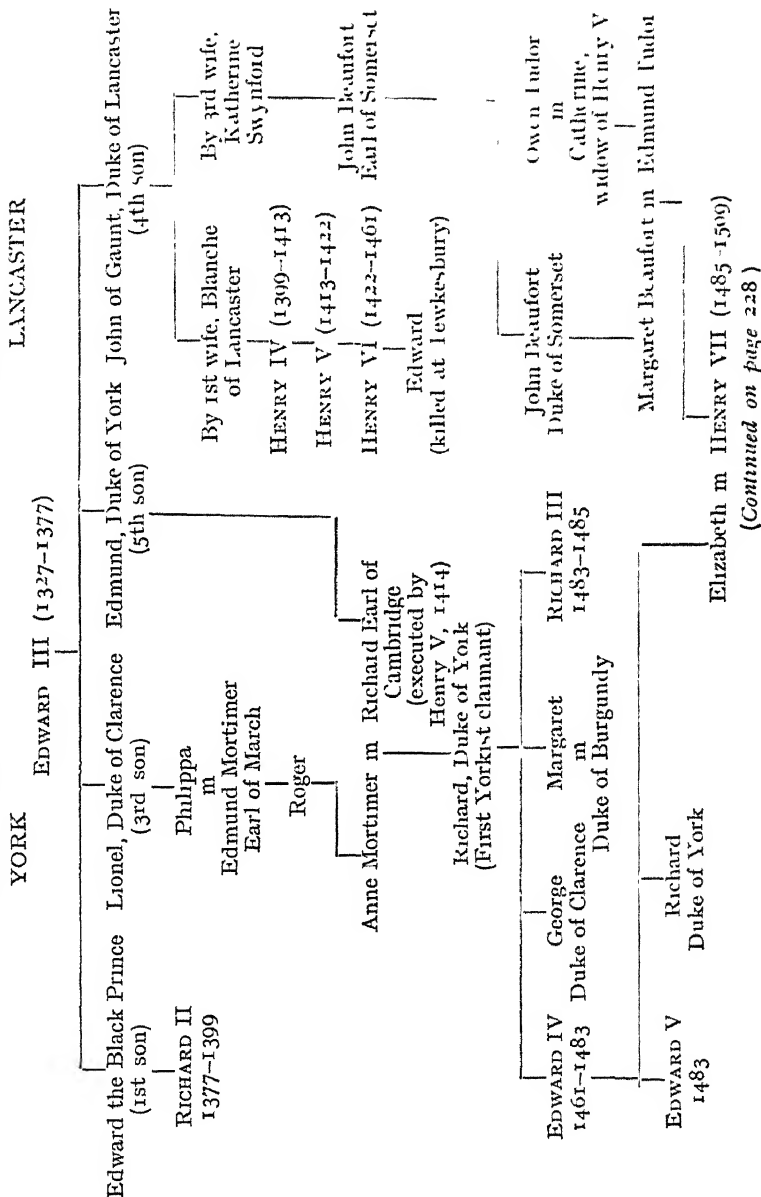 YORK
LANCASTER
EDWARD III (1327–1377)
Edward the Black Prince
(1st son)
Lionel, Duke of Clarence
(3rd son)
Edmund, Duke of York
(5th son)
John of Gaunt, Duke of Lancaster
(4th son)
RICHARD II
1377–1399
Philippa
m
Edmund Mortimer
Earl of March
Roger
By 1st wife, Blanche
of Lancaster
By 3rd wife,
Katherine
Swynford
HENRY IV (1399–1413)
HENRY V (1413–1422)
HENRY VI (1422–1461)
Edward
(killed at Tewkesbury)
John Beaufort
Earl of Somerset
Anne Mortimer m Richard Earl of
Cambridge
(executed by
Henry V, 1414)
Richard, Duke of York
(First Yorkist claimant)
John Beaufort
Duke of Somerset
Owen Tudor
m
Catherine,
widow of Henry V
Margaret Beaufort m Edmund Tudor
EDWARD IV
1461–1483
George
Duke of Clarence
Margaret
m
Duke of Burgundy
RICHARD III
1483–1485
EDWARD V
1483
Richard
Duke of York
Elizabeth m HENRY VII (1485–1509)
(Continued on page 228)